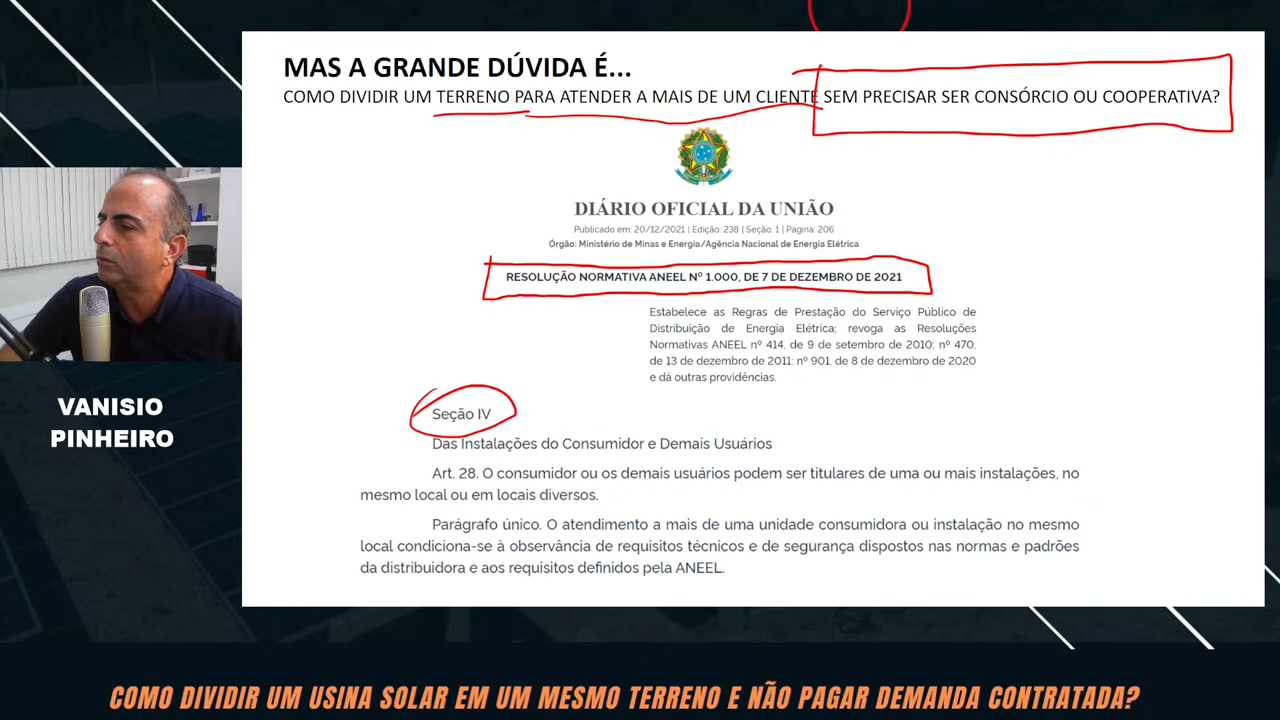 MAS A GRANDE DÚVIDA É...
COMO DIVIDIR UM TERRENO PARA ATENDER A MAIS DE UM CLIENTE SEM PRECISAR SER CONSÓRCIO OU COOPERATIVA?
DIÁRIO OFICIAL DA UNIÃO
Publicado em: 20/12/2021 | Edição: 238 | Seção: 1 | Página: 206
Órgão: Ministério de Minas e Energia/Agência Nacional de Energia Elétrica
RESOLUÇÃO NORMATIVA ANEEL Nº 1.000, DE 7 DE DEZEMBRO DE 2021
Estabelece as Regras de Prestação do Serviço Público de
Distribuição de Energia Elétrica; revoga as Resoluções
Normativas ANEEL nº 414, de 9 de setembro de 2010; nº 470,
de 13 de dezembro de 2011; nº 901, de 8 de dezembro de 2020
e dá outras providências.
Seção IV
Das Instalações do Consumidor e Demais Usuários
Art. 28. O consumidor ou os demais usuários podem ser titulares de uma ou mais instalações, no
mesmo local ou em locais diversos.
Parágrafo único. O atendimento a mais de uma unidade consumidora ou instalação no mesmo
local condiciona-se à observância de requisitos técnicos e de segurança dispostos nas normas e padrões
da distribuidora e aos requisitos definidos pela ANEEL.
VANISIO
PINHEIRO
COMO DIVIDIR UM USINA SOLAR EM UM MESMO TERRENO E NÃO PAGAR DEMANDA CONTRATADA?